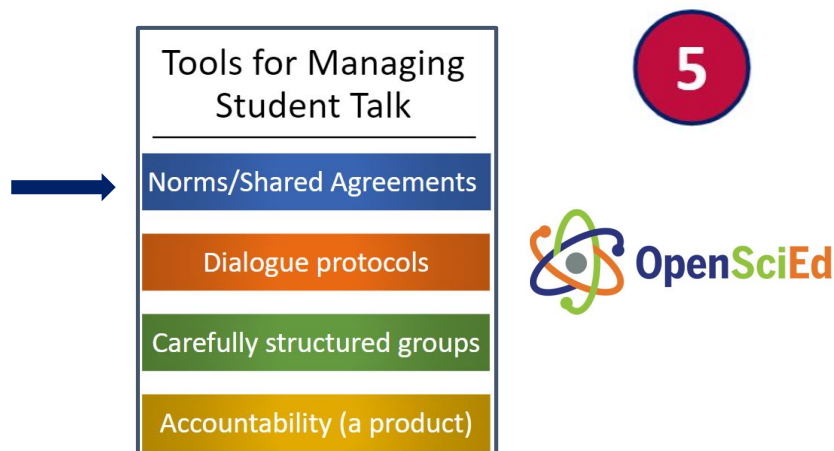 Tools for Managing
Student Talk
5
Norms/Shared Agreements
Dialogue protocols
OpenSciEd
Carefully structured groups
Accountability (a product)